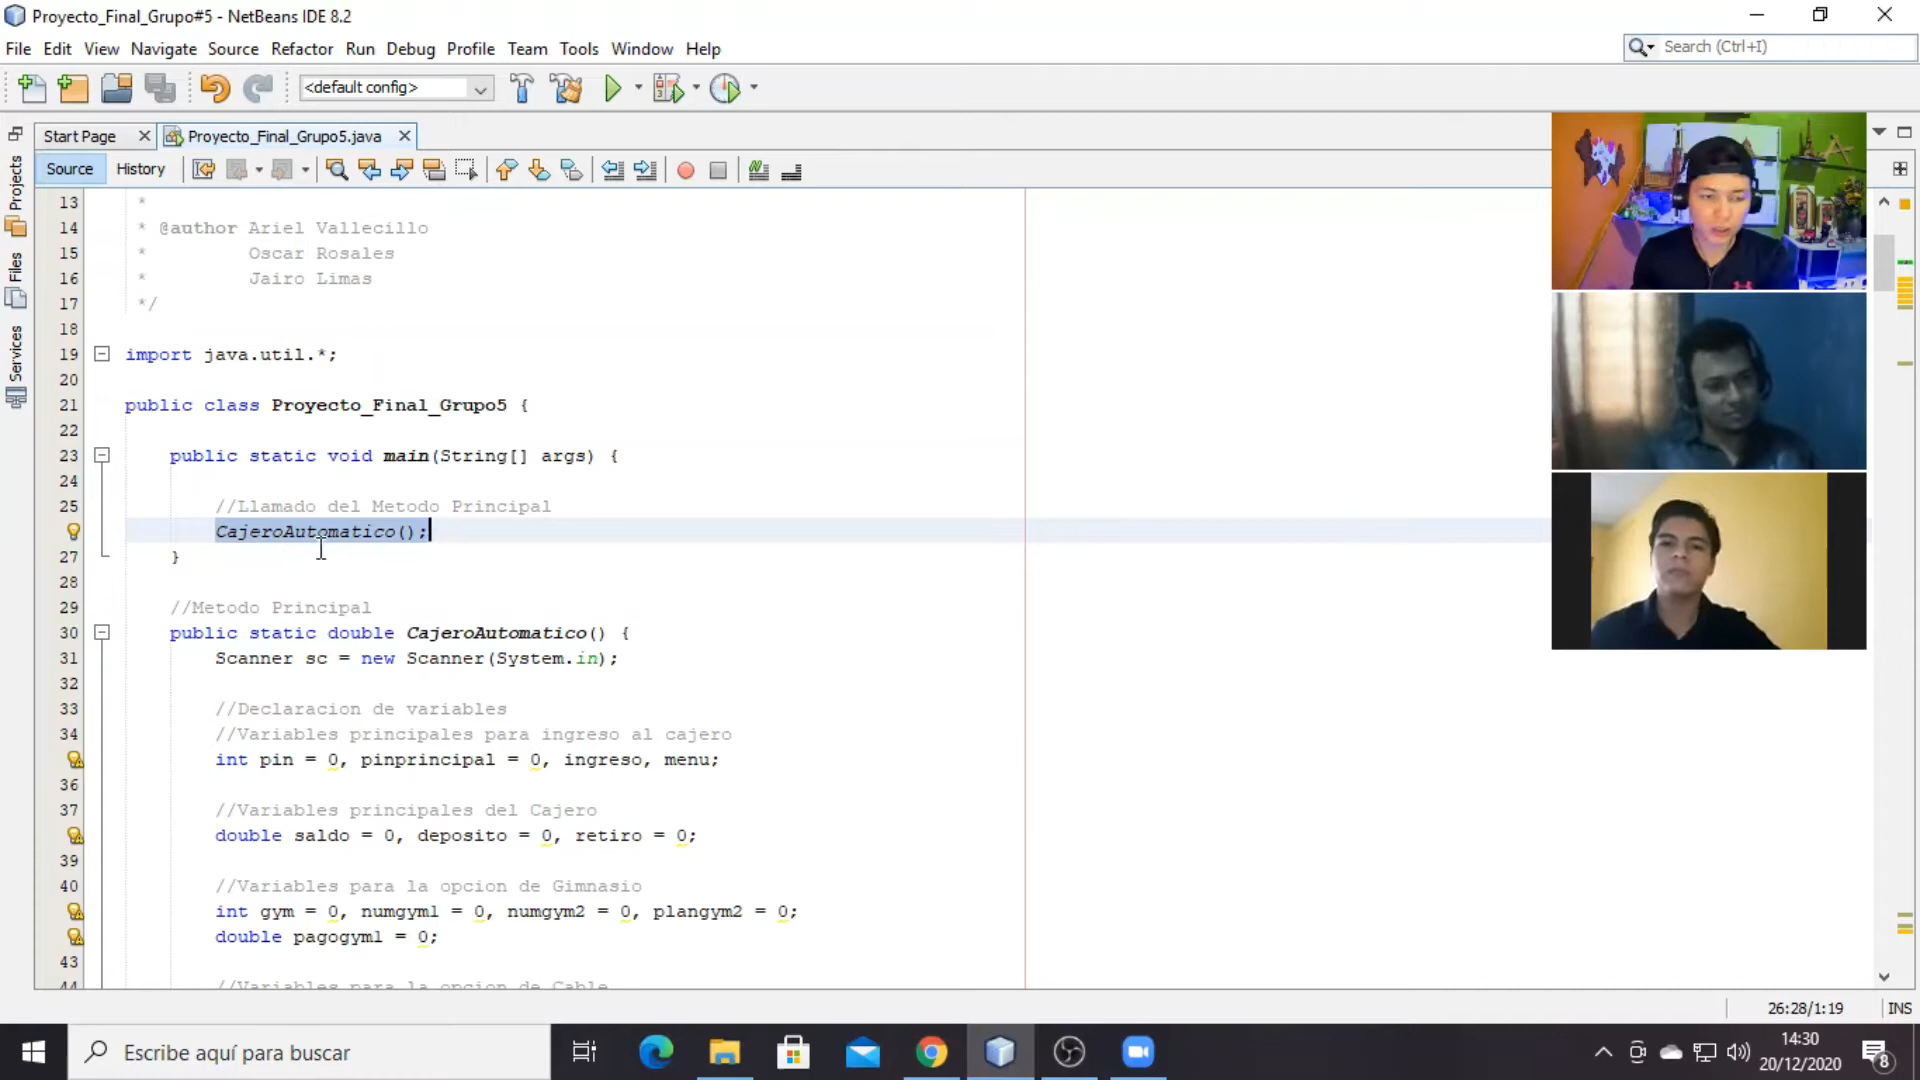 Proyecto_Final_Grupo#5 - NetBeans IDE 8.2
File Edit View Navigate Source Refactor Run Debug Profile Team Tools Window Help
Search (Ctrl+I)
<default config>
Start Page
Proyecto_Final_Grupo5.java
Source History
Projects
Files
Services
13 *
14 * @author Ariel Vallecillo
15 * Oscar Rosales
16 * Jairo Limas
17 */
18
19 import java.util.*;
20
21 public class Proyecto_Final_Grupo5 {
22
23 public static void main(String[] args) {
24
25 //Llamado del Metodo Principal
CajeroAutomatico();
27 }
28
29 //Metodo Principal
30 public static double CajeroAutomatico() {
31 Scanner sc = new Scanner(System.in);
32
33 //Declaracion de variables
34 //Variables principales para ingreso al cajero
int pin = 0, pinprincipal = 0, ingreso, menu;
36
37 //Variables principales del Cajero
double saldo = 0, deposito = 0, retiro = 0;
39
40 //Variables para la opcion de Gimnasio
int gym = 0, numgym1 = 0, numgym2 = 0, plangym2 = 0;
double pagogym1 = 0;
43
44 //Variables para la opcion de Cable
26:28/1:19 INS
Escribe aquí para buscar
14:30
20/12/2020
8